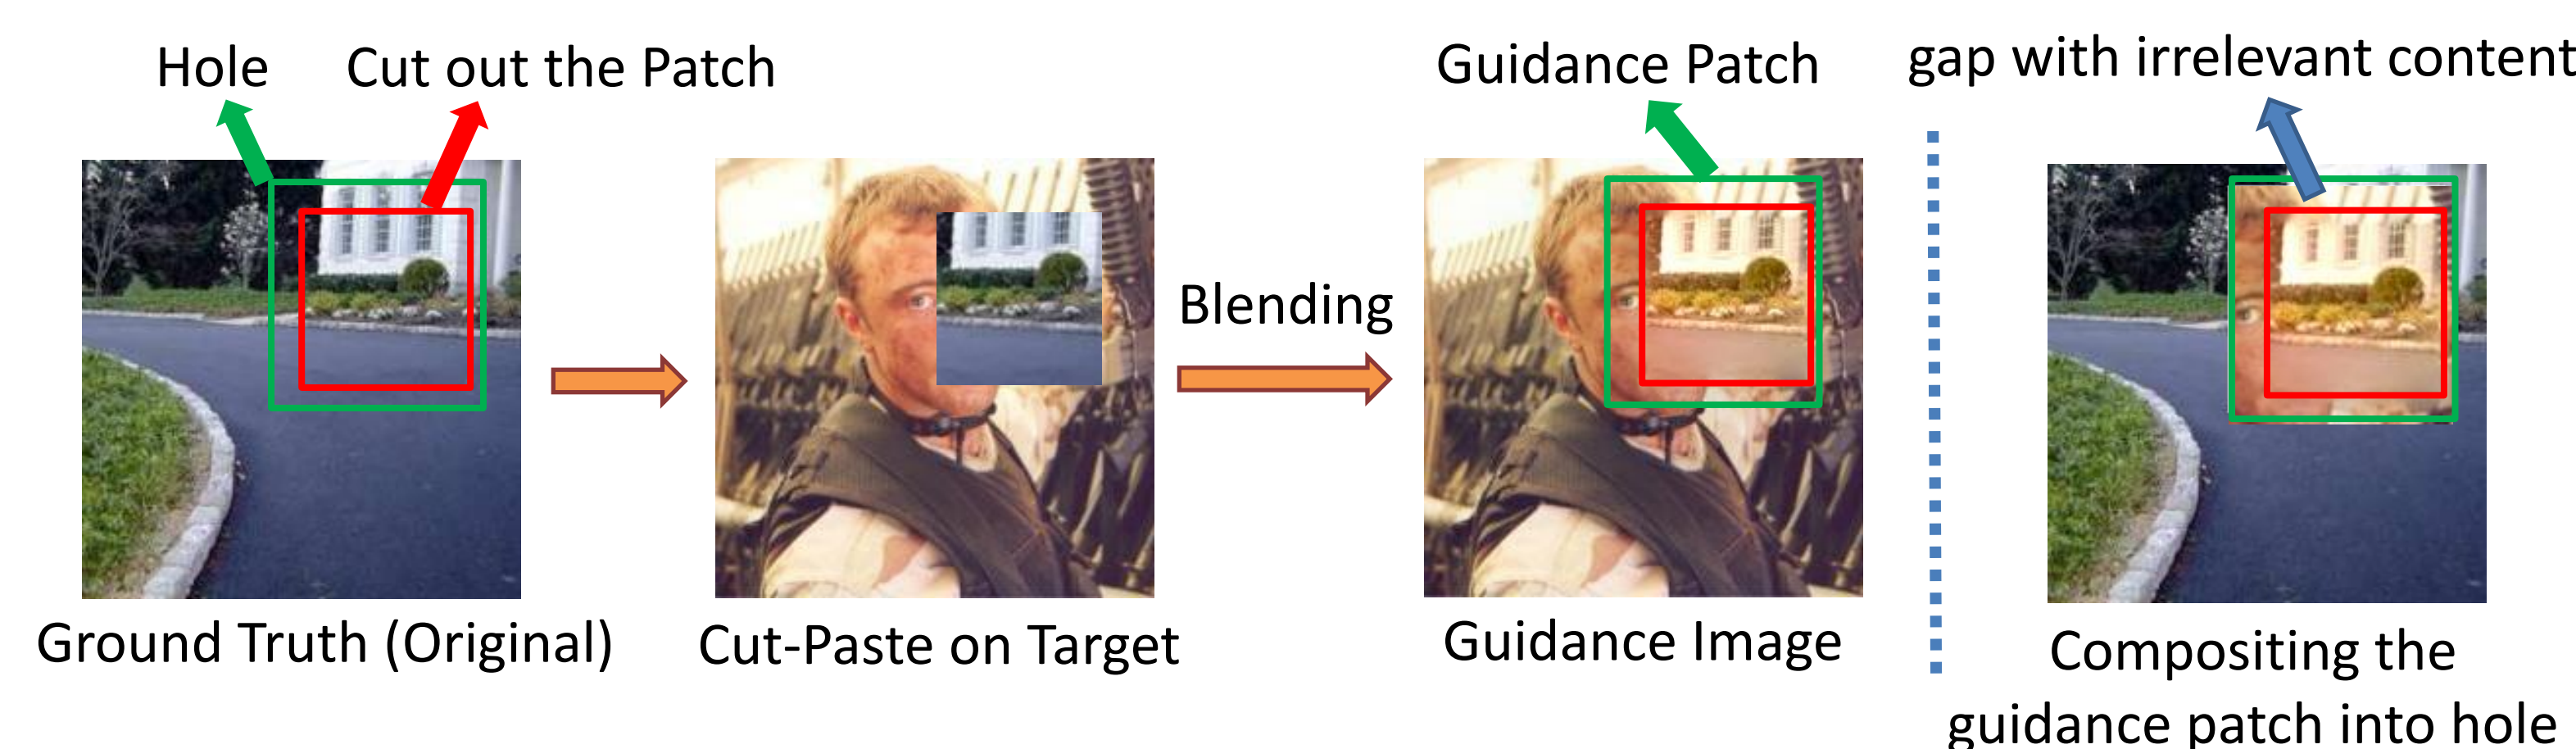 Hole
Cut out the Patch
Guidance Patch
gap with irrelevant content
Blending
Ground Truth (Original)
Cut-Paste on Target
Guidance Image
Compositing the
guidance patch into hole